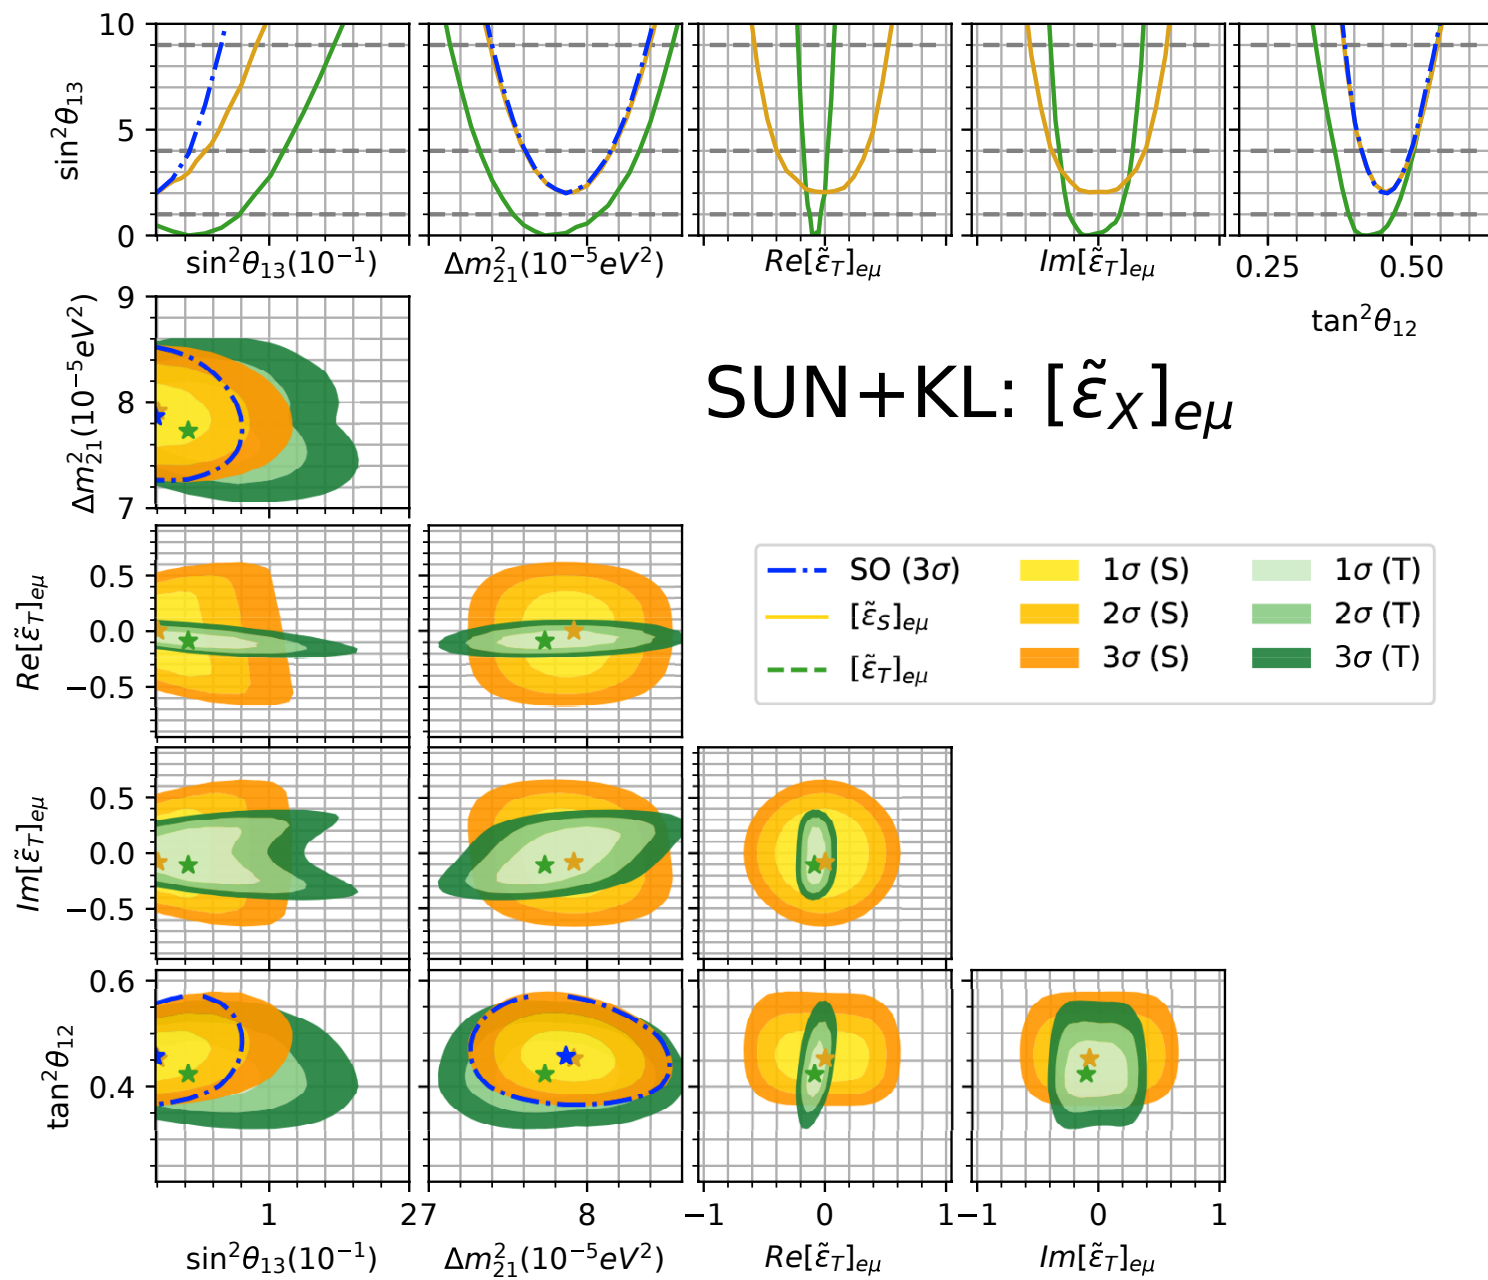 10
5
0
sin²θ₁₃
sin²θ₁₃(10⁻¹)
Δm²₂₁(10⁻⁵eV²)
Re[ε̃_T]_eμ
Im[ε̃_T]_eμ
0.25 0.50
tan²θ₁₂
9
8
7
Δm²₂₁(10⁻⁵eV²)
SUN+KL: [ε̃_X]_eμ
0.5
0.0
−0.5
Re[ε̃_T]_eμ
SO (3σ)
[ε̃_S]_eμ
[ε̃_T]_eμ
1σ (S)
2σ (S)
3σ (S)
1σ (T)
2σ (T)
3σ (T)
0.5
0.0
−0.5
Im[ε̃_T]_eμ
0.6
0.4
tan²θ₁₂
1 2 7 8 −1 0 1 −1 0 1
sin²θ₁₃(10⁻¹)
Δm²₂₁(10⁻⁵eV²)
Re[ε̃_T]_eμ
Im[ε̃_T]_eμ